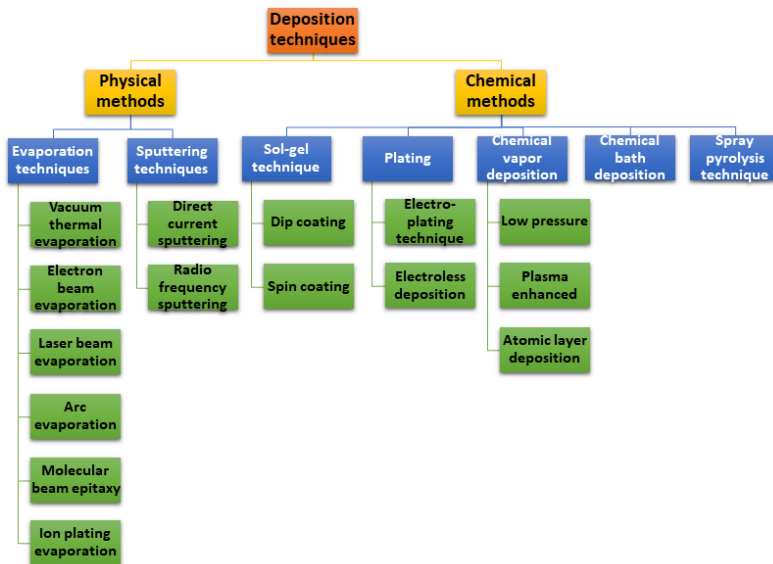 Deposition
techniques
Physical
methods
Chemical
methods
Evaporation
techniques
Sputtering
techniques
Sol-gel
technique
Plating
Chemical
vapor
deposition
Chemical
bath
deposition
Spray
pyrolysis
technique
Vacuum
thermal
evaporation
Electron
beam
evaporation
Laser beam
evaporation
Arc
evaporation
Molecular
beam epitaxy
Ion plating
evaporation
Direct
current
sputtering
Radio
frequency
sputtering
Dip coating
Spin coating
Electro-
plating
technique
Electroless
deposition
Low pressure
Plasma
enhanced
Atomic layer
deposition